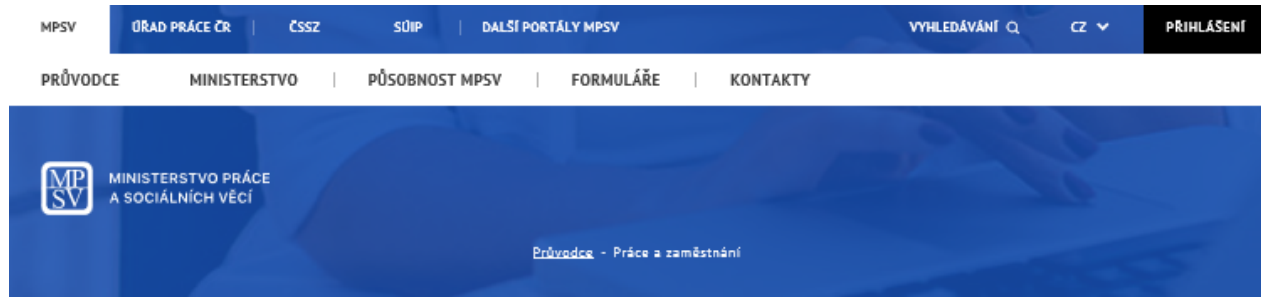 MPSV ÚŘAD PRÁCE ČR | ČSSZ SÚIP | DALŠÍ PORTÁLY MPSV VYHLEDÁVÁNÍ CZ PŘIHLÁŠENÍ
PRŮVODCE MINISTERSTVO | PŮSOBNOST MPSV | FORMULÁŘE | KONTAKTY
MP
SV
MINISTERSTVO PRÁCE
A SOCIÁLNÍCH VĚCÍ
Průvodce - Práce a zaměstnání